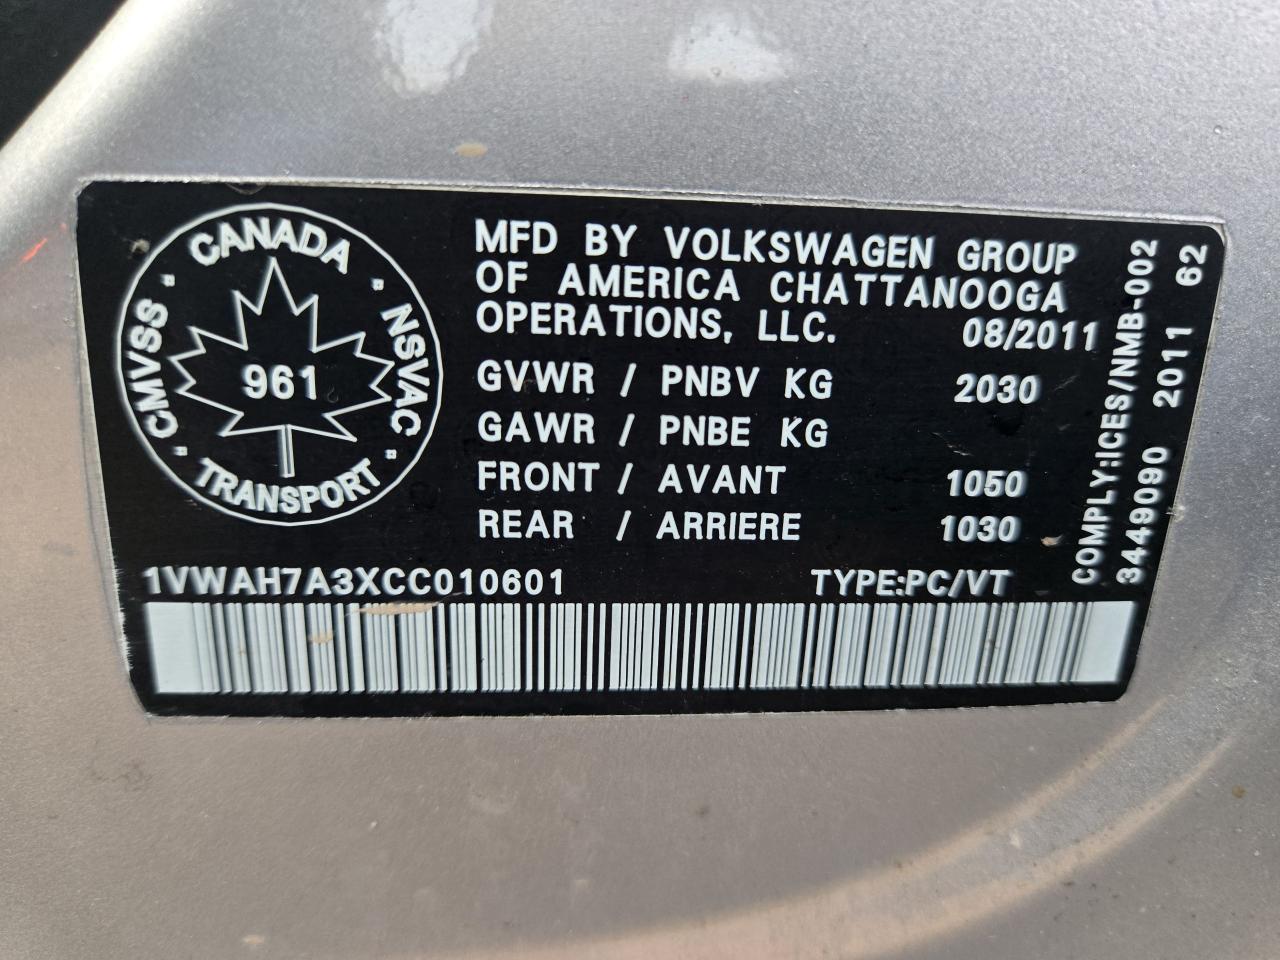 CANADA
CMVSS
NSVAC
961
TRANSPORT
MFD BY VOLKSWAGEN GROUP
OF AMERICA CHATTANOOGA
OPERATIONS, LLC. 08/2011
GVWR / PNBV KG 2030
GAWR / PNBE KG
FRONT / AVANT 1050
REAR / ARRIERE 1030
1VWAH7A3XCC010601 TYPE:PC/VT
COMPLY:ICES/NMB-002
3449090 2011 62